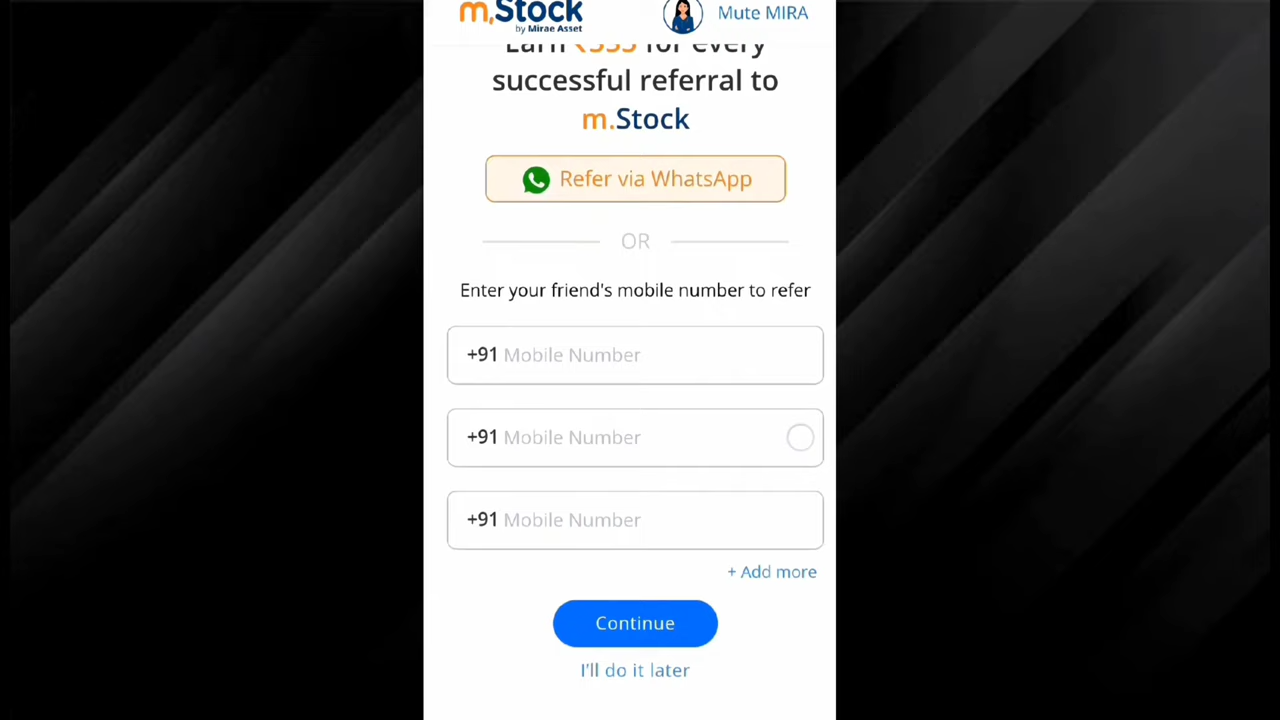 m.Stock
by Mirae Asset
Mute MIRA
for every
successful referral to
m.Stock
Refer via WhatsApp
OR
Enter your friend's mobile number to refer
+91 Mobile Number
+91 Mobile Number
+91 Mobile Number
+ Add more
Continue
I'll do it later